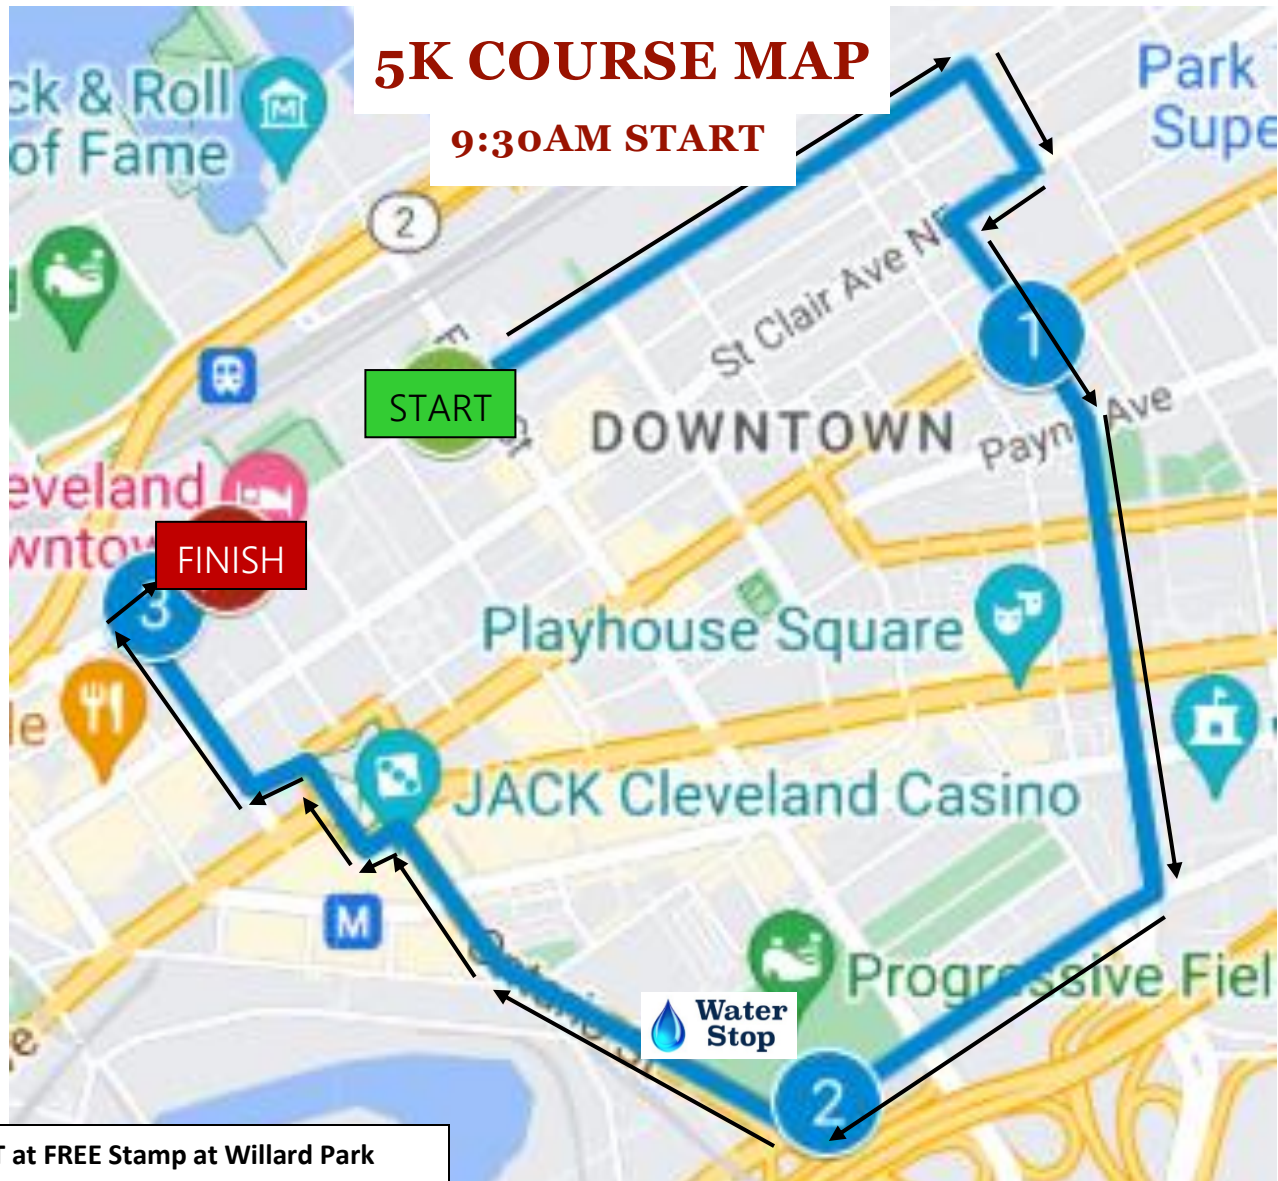 5K COURSE MAP
9:30AM START
ck & Roll
of Fame
Park
Supe
2
St Clair Ave NE
1
START
DOWNTOWN
Payn Ave
eveland
wntow
FINISH
3
Playhouse Square
le
JACK Cleveland Casino
M
Progressive Fiel
Ontario St
Water
Stop
2
T at FREE Stamp at Willard Park